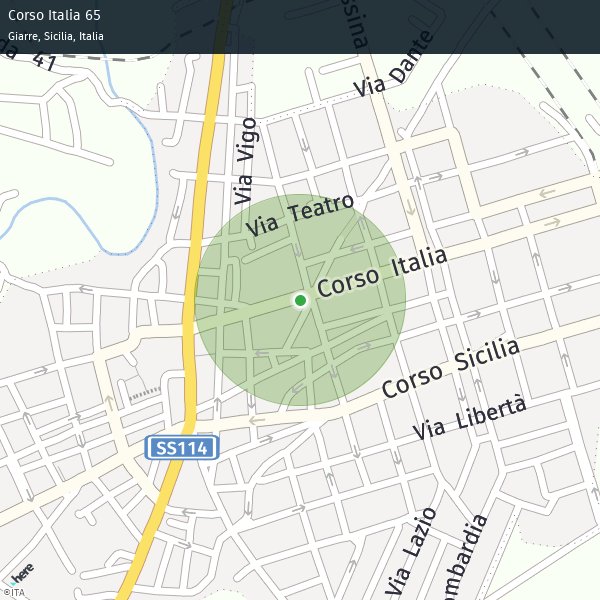 Corso Italia 65
Giarre, Sicilia, Italia
41
Via Dante
Via Vigo
Via Teatro
Corso Italia
Corso Sicilia
Via Libertà
SS114
Via Lazio
ombardia
here
©ITA